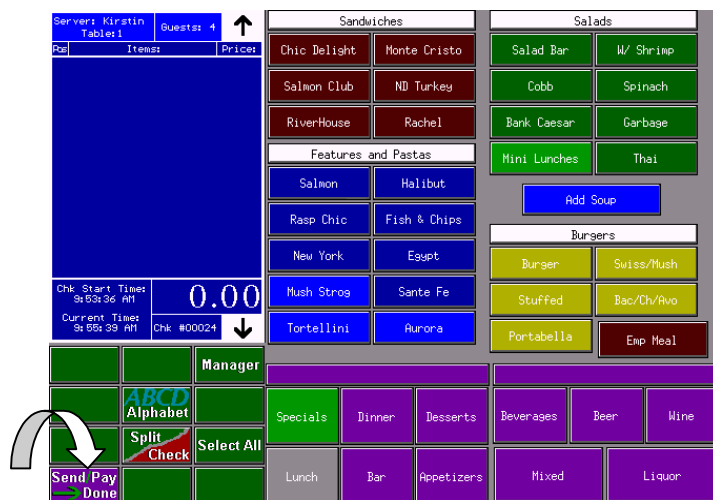 Server: Kirstin
Table:1
Guests: 4
Pos Items: Price:
Chk Start Time:
9:53:36 AM
0.00
Current Time:
9:55:39 AM
Chk #00024
Sandwiches
Chic Delight Monte Cristo
Salmon Club ND Turkey
RiverHouse Rachel
Features and Pastas
Salmon Halibut
Rasp Chic Fish & Chips
New York Egypt
Mush Strog Sante Fe
Tortellini Aurora
Salads
Salad Bar W/ Shrimp
Cobb Spinach
Bank Caesar Garbage
Mini Lunches Thai
Add Soup
Burgers
Burger Swiss/Mush
Stuffed Bac/Ch/Avo
Portabella Emp Meal
Manager
ABCD
Alphabet
Split
Check
Select All
Send/Pay
Done
Specials Dinner Desserts Beverages Beer Wine
Lunch Bar Appetizers Mixed Liquor